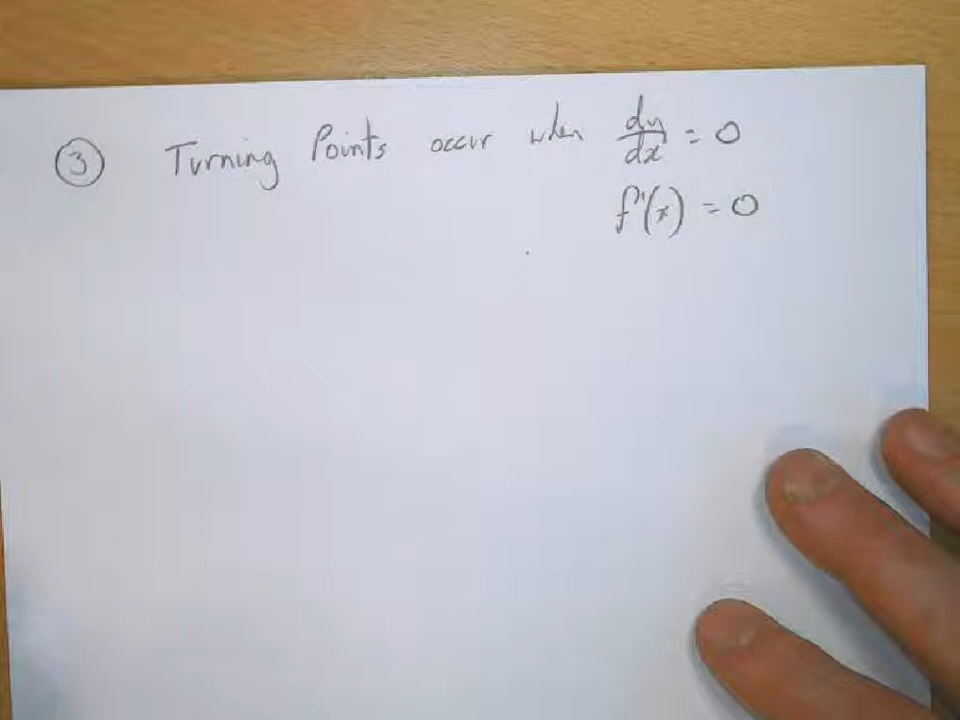 ③ Turning Points occur when dy/dx = 0
f'(x) = 0